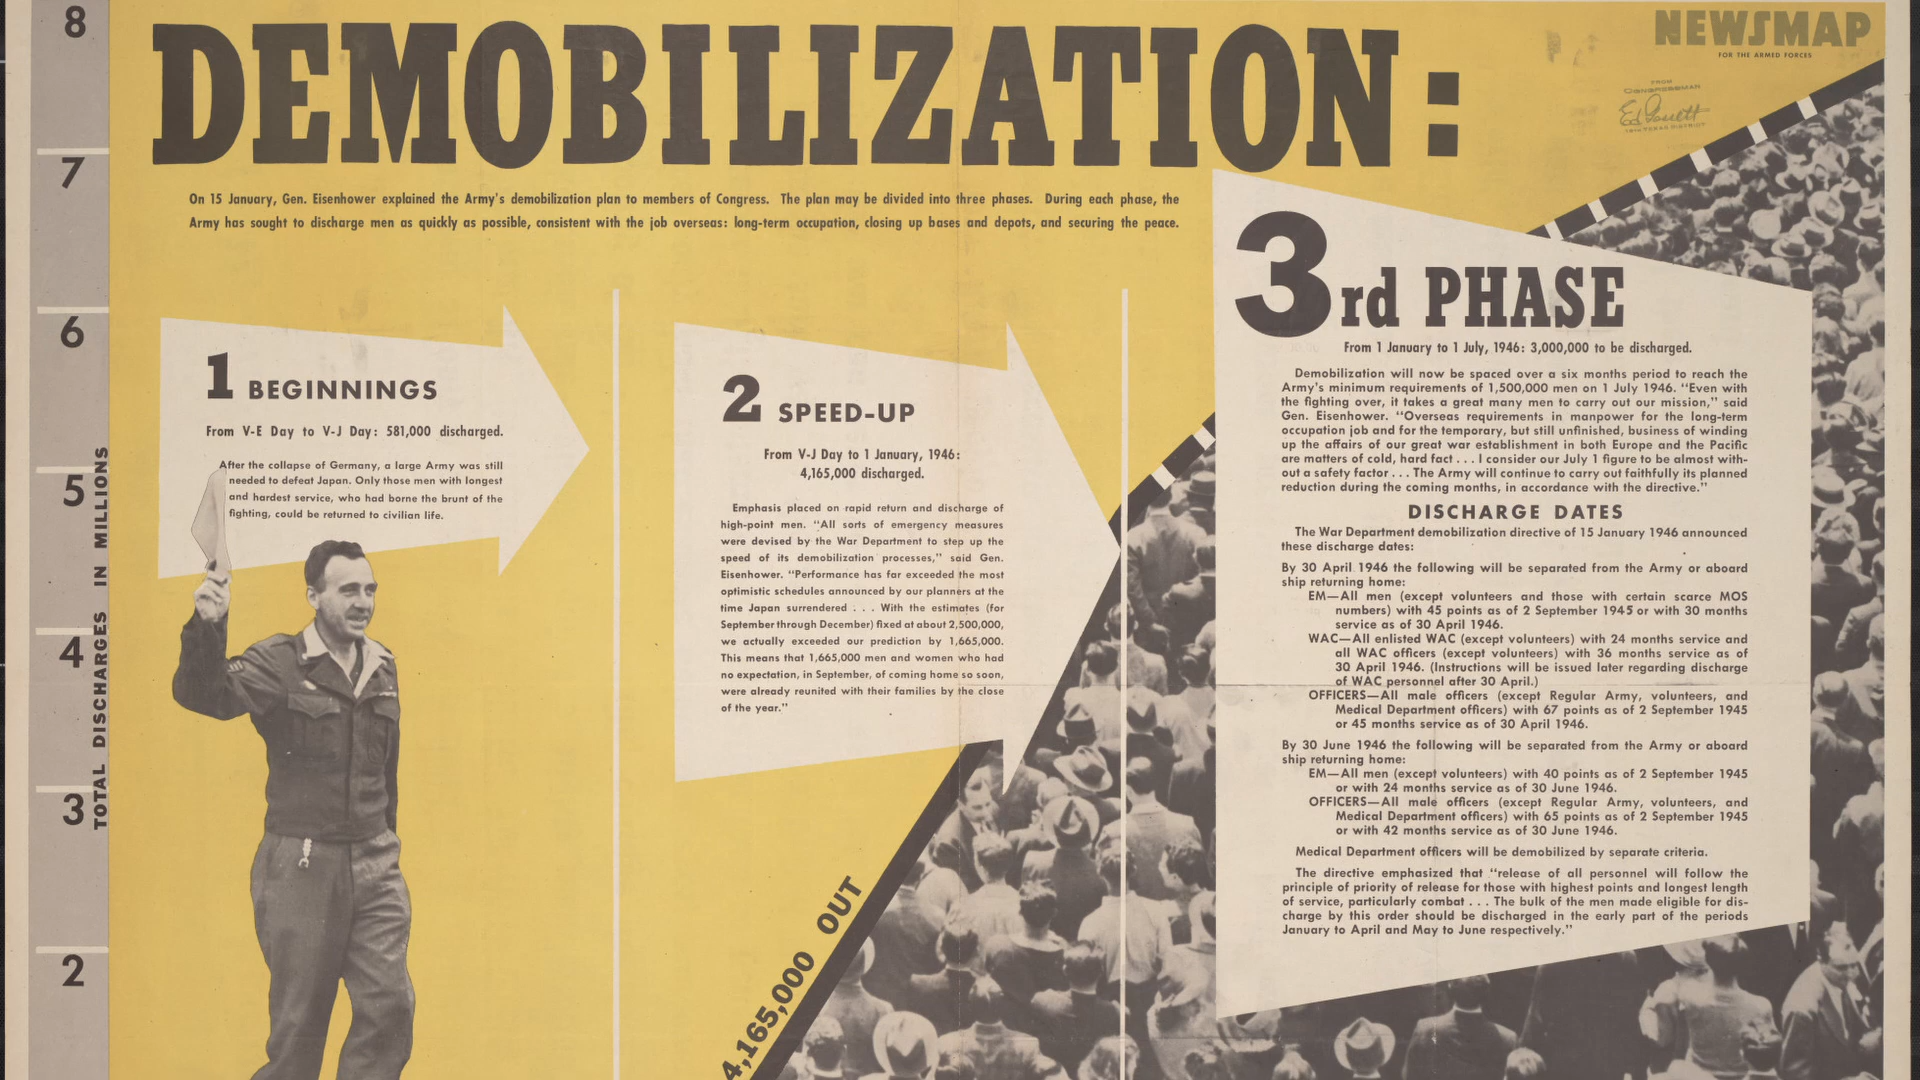 DEMOBILIZATION:
NEWSMAP
FOR THE ARMED FORCES
FROM
CONGRESSMAN
Ed Gossett
TEXAS DISTRICT
On 15 January, Gen. Eisenhower explained the Army's demobilization plan to members of Congress. The plan may be divided into three phases. During each phase, the
Army has sought to discharge men as quickly as possible, consistent with the job overseas: long-term occupation, closing up bases and depots, and securing the peace.
8
7
6
5
4
3
2
TOTAL DISCHARGES IN MILLIONS
1 BEGINNINGS
From V-E Day to V-J Day: 581,000 discharged.
After the collapse of Germany, a large Army was still
needed to defeat Japan. Only those men with longest
and hardest service, who had borne the brunt of the
fighting, could be returned to civilian life.
2 SPEED-UP
From V-J Day to 1 January, 1946:
4,165,000 discharged.
Emphasis placed on rapid return and discharge of
high-point men. "All sorts of emergency measures
were devised by the War Department to step up the
speed of its demobilization processes," said Gen.
Eisenhower. "Performance has far exceeded the most
optimistic schedules announced by our planners at the
time Japan surrendered . . . With the estimates (for
September through December) fixed at about 2,500,000,
we actually exceeded our prediction by 1,665,000.
This means that 1,665,000 men and women who had
no expectation, in September, of coming home so soon,
were already reunited with their families by the close
of the year."
4,165,000 OUT
3rd PHASE
From 1 January to 1 July, 1946: 3,000,000 to be discharged.
Demobilization will now be spaced over a six months period to reach the
Army's minimum requirements of 1,500,000 men on 1 July 1946. "Even with
the fighting over, it takes a great many men to carry out our mission," said
Gen. Eisenhower. "Overseas requirements in manpower for the long-term
occupation job and for the temporary, but still unfinished, business of winding
up the affairs of our great war establishment in both Europe and the Pacific
are matters of cold, hard fact . . . I consider our July 1 figure to be almost with-
out a safety factor . . . The Army will continue to carry out faithfully its planned
reduction during the coming months, in accordance with the directive."
DISCHARGE DATES
The War Department demobilization directive of 15 January 1946 announced
these discharge dates:
By 30 April 1946 the following will be separated from the Army or aboard
ship returning home:
EM—All men (except volunteers and those with certain scarce MOS
numbers) with 45 points as of 2 September 1945 or with 30 months
service as of 30 April 1946.
WAC—All enlisted WAC (except volunteers) with 24 months service and
all WAC officers (except volunteers) with 36 months service as of
30 April 1946. (Instructions will be issued later regarding discharge
of WAC personnel after 30 April.)
OFFICERS—All male officers (except Regular Army, volunteers, and
Medical Department officers) with 67 points as of 2 September 1945
or 45 months service as of 30 April 1946.
By 30 June 1946 the following will be separated from the Army or aboard
ship returning home:
EM—All men (except volunteers) with 40 points as of 2 September 1945
or with 24 months service as of 30 June 1946.
OFFICERS—All male officers (except Regular Army, volunteers, and
Medical Department officers) with 65 points as of 2 September 1945
or with 42 months service as of 30 June 1946.
Medical Department officers will be demobilized by separate criteria.
The directive emphasized that "release of all personnel will follow the
principle of priority of release for those with highest points and longest length
of service, particularly combat . . . The bulk of the men made eligible for dis-
charge by this order should be discharged in the early part of the periods
January to April and May to June respectively."